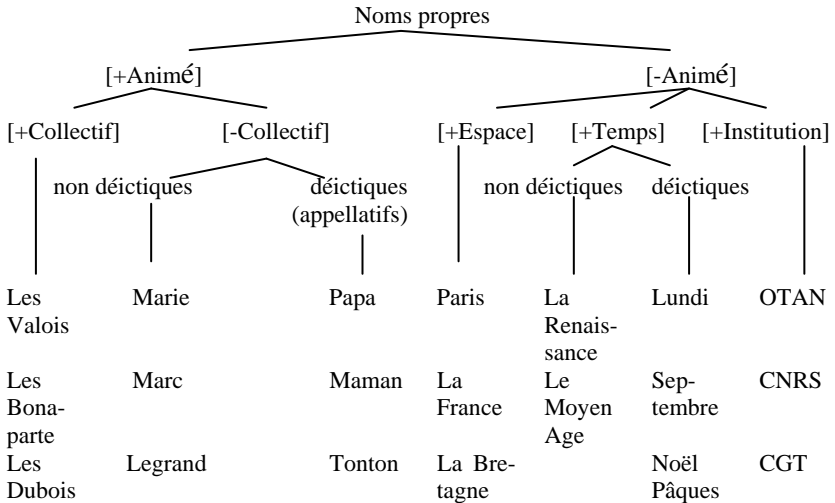 Noms propres
[+Animé] [-Animé]
[+Collectif] [-Collectif] [+Espace] [+Temps] [+Institution]
non déictiques déictiques non déictiques déictiques
(appellatifs)
Les Marie Papa Paris La Lundi OTAN
Valois Renais-
sance
Les Marc Maman La Le Sep- CNRS
Bona- France Moyen tembre
parte Age
Les Legrand Tonton La Bre- Noël CGT
Dubois tagne Pâques